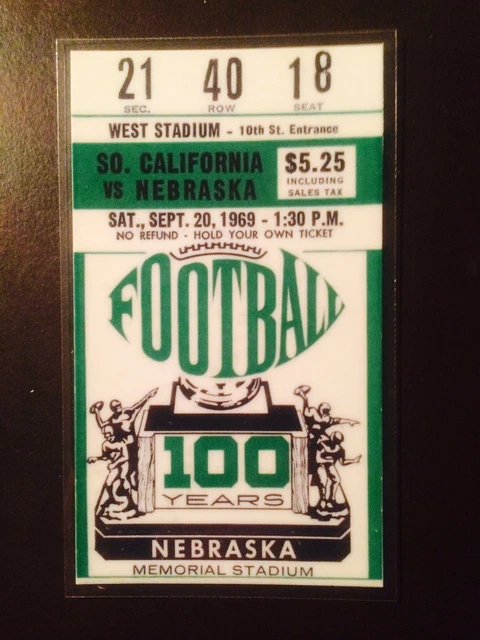 21 40 18
SEC. ROW SEAT
WEST STADIUM - 10th St. Entrance
SO. CALIFORNIA
VS NEBRASKA
$5.25
INCLUDING
SALES TAX
SAT., SEPT. 20, 1969 - 1:30 P.M.
NO REFUND - HOLD YOUR OWN TICKET
FOOTBALL
100
YEARS
NEBRASKA
MEMORIAL STADIUM